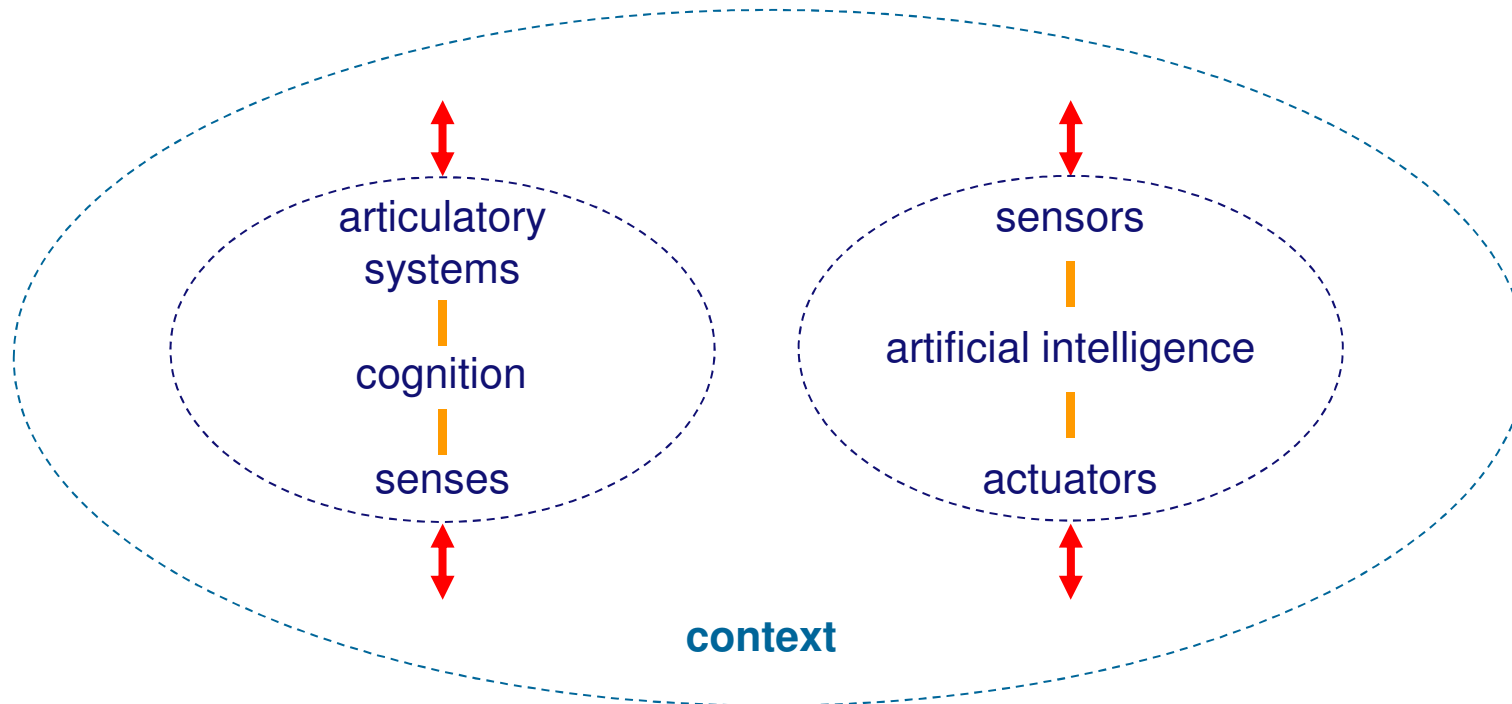 articulatory
systems
cognition
senses
sensors
artificial intelligence
actuators
context